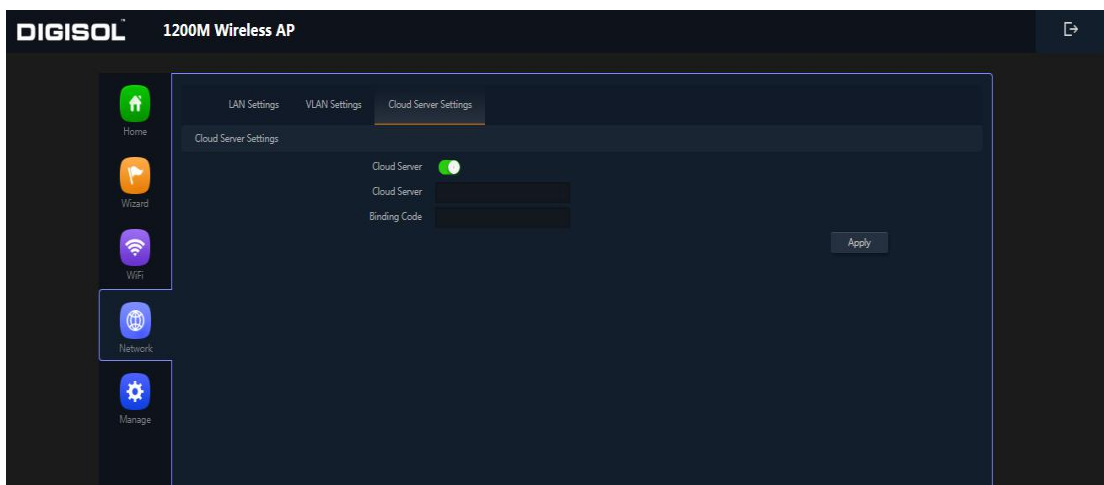 DIGISOL™ 1200M Wireless AP
Home
Wizard
WiFi
Network
Manage
LAN Settings VLAN Settings Cloud Server Settings
Cloud Server Settings
Cloud Server
Cloud Server
Binding Code
Apply